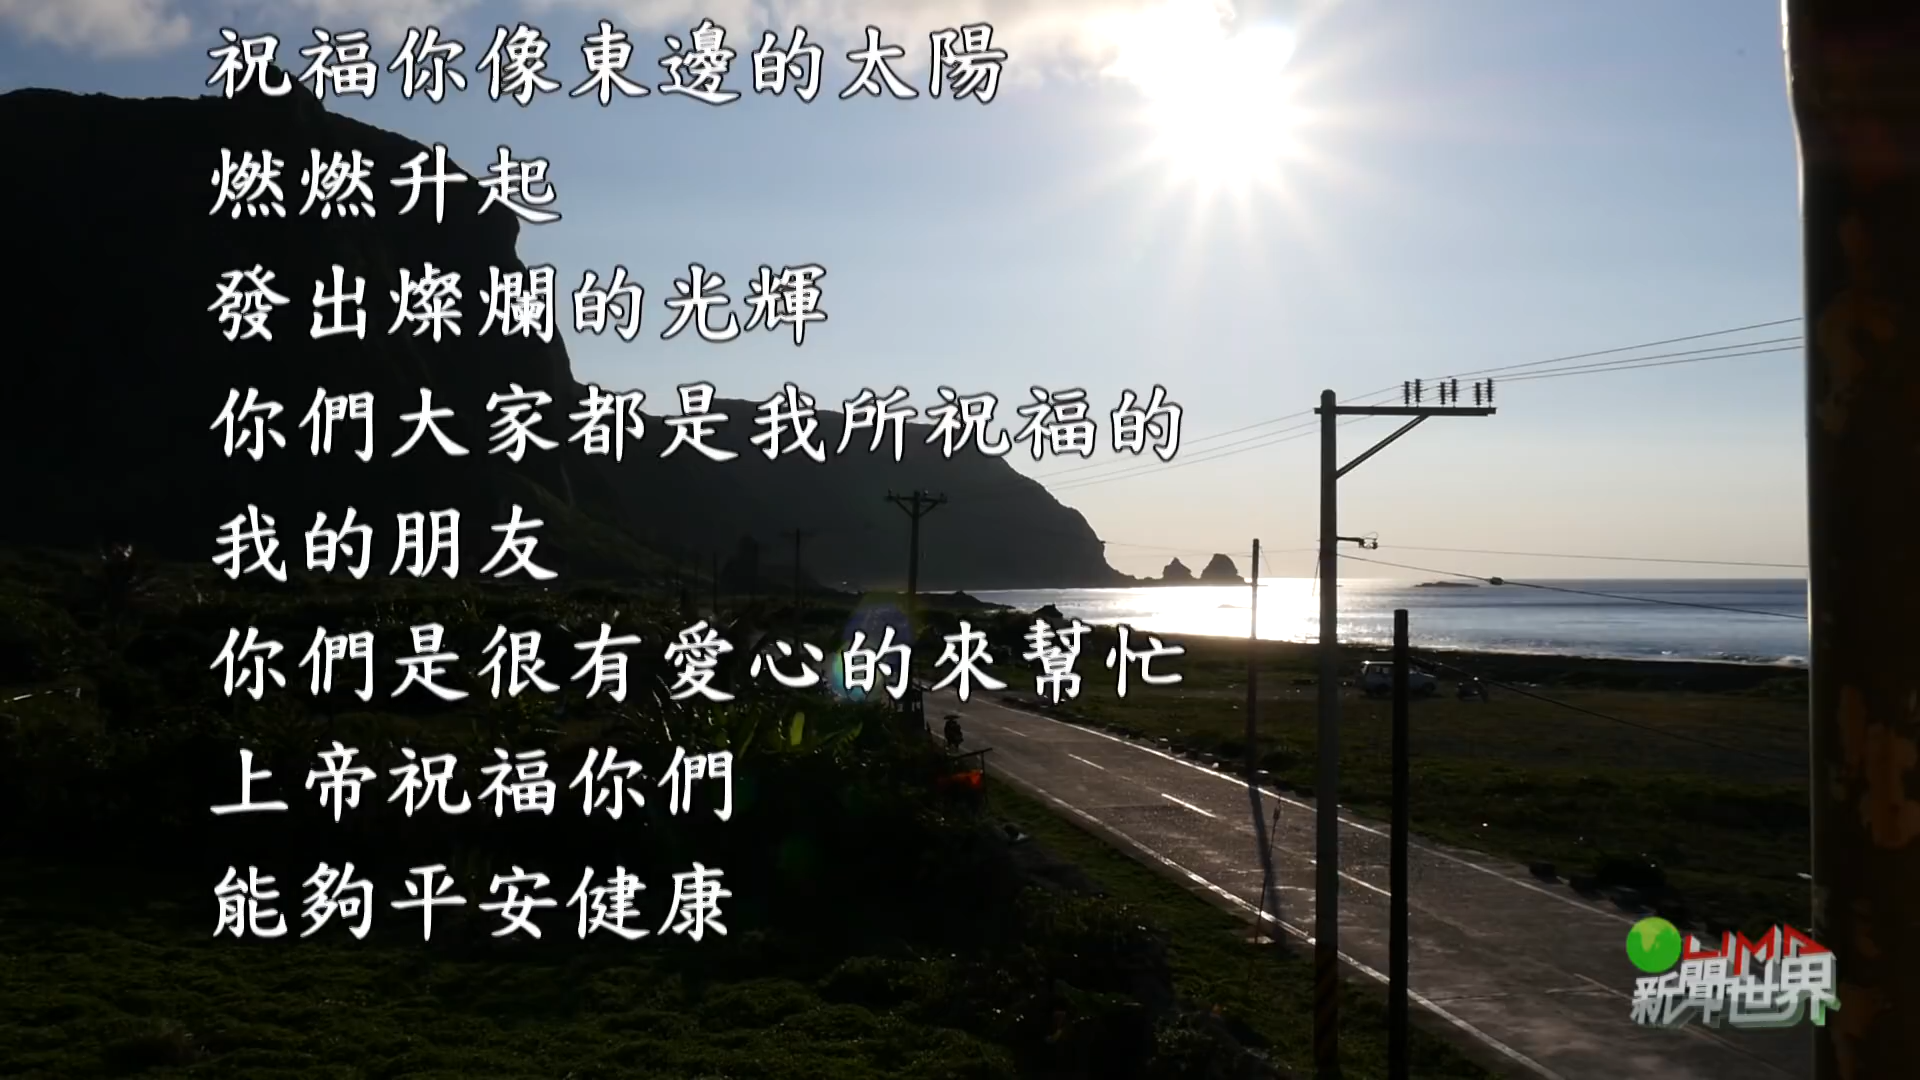 祝福你像東邊的太陽
燃燃升起
發出燦爛的光輝
你們大家都是我所祝福的
我的朋友
你們是很有愛心的來幫忙
上帝祝福你們
能夠平安健康
LIMA
新聞世界